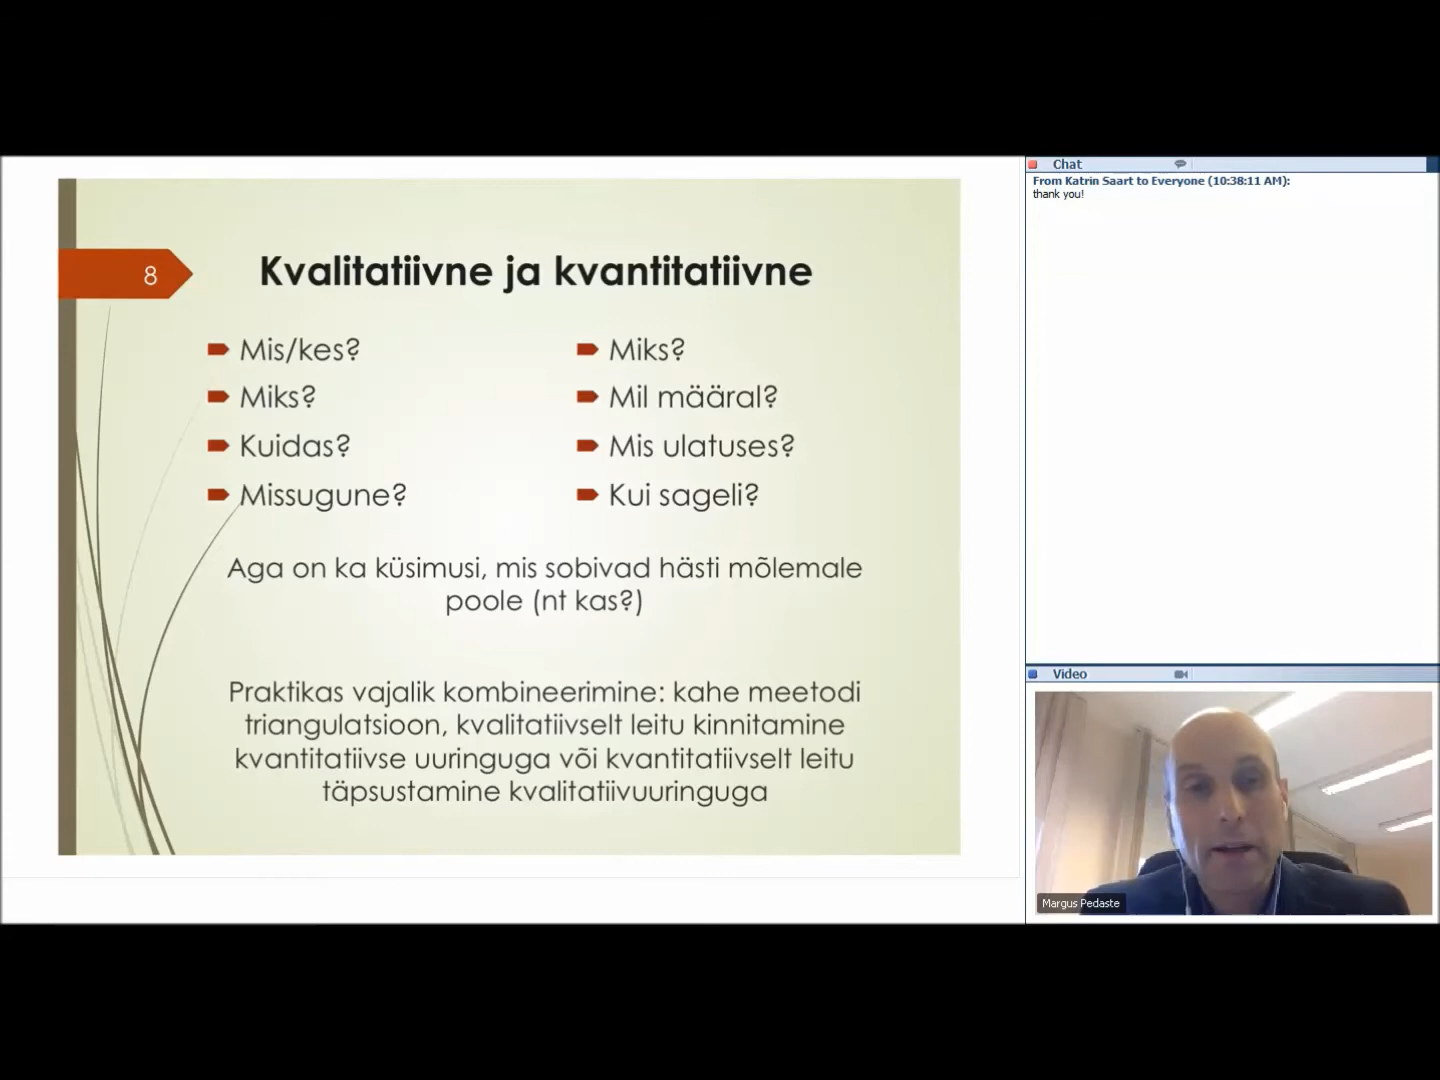 8
Kvalitatiivne ja kvantitatiivne
Mis/kes?
Miks?
Kuidas?
Missugune?
Miks?
Mil määral?
Mis ulatuses?
Kui sageli?
Aga on ka küsimusi, mis sobivad hästi mõlemale
poole (nt kas?)
Praktikas vajalik kombineerimine: kahe meetodi
triangulatsioon, kvalitatiivselt leitu kinnitamine
kvantitatiivse uuringuga või kvantitatiivselt leitu
täpsustamine kvalitatiivuuringuga
Chat
From Katrin Saart to Everyone (10:38:11 AM):
thank you!
Video
Margus Pedaste